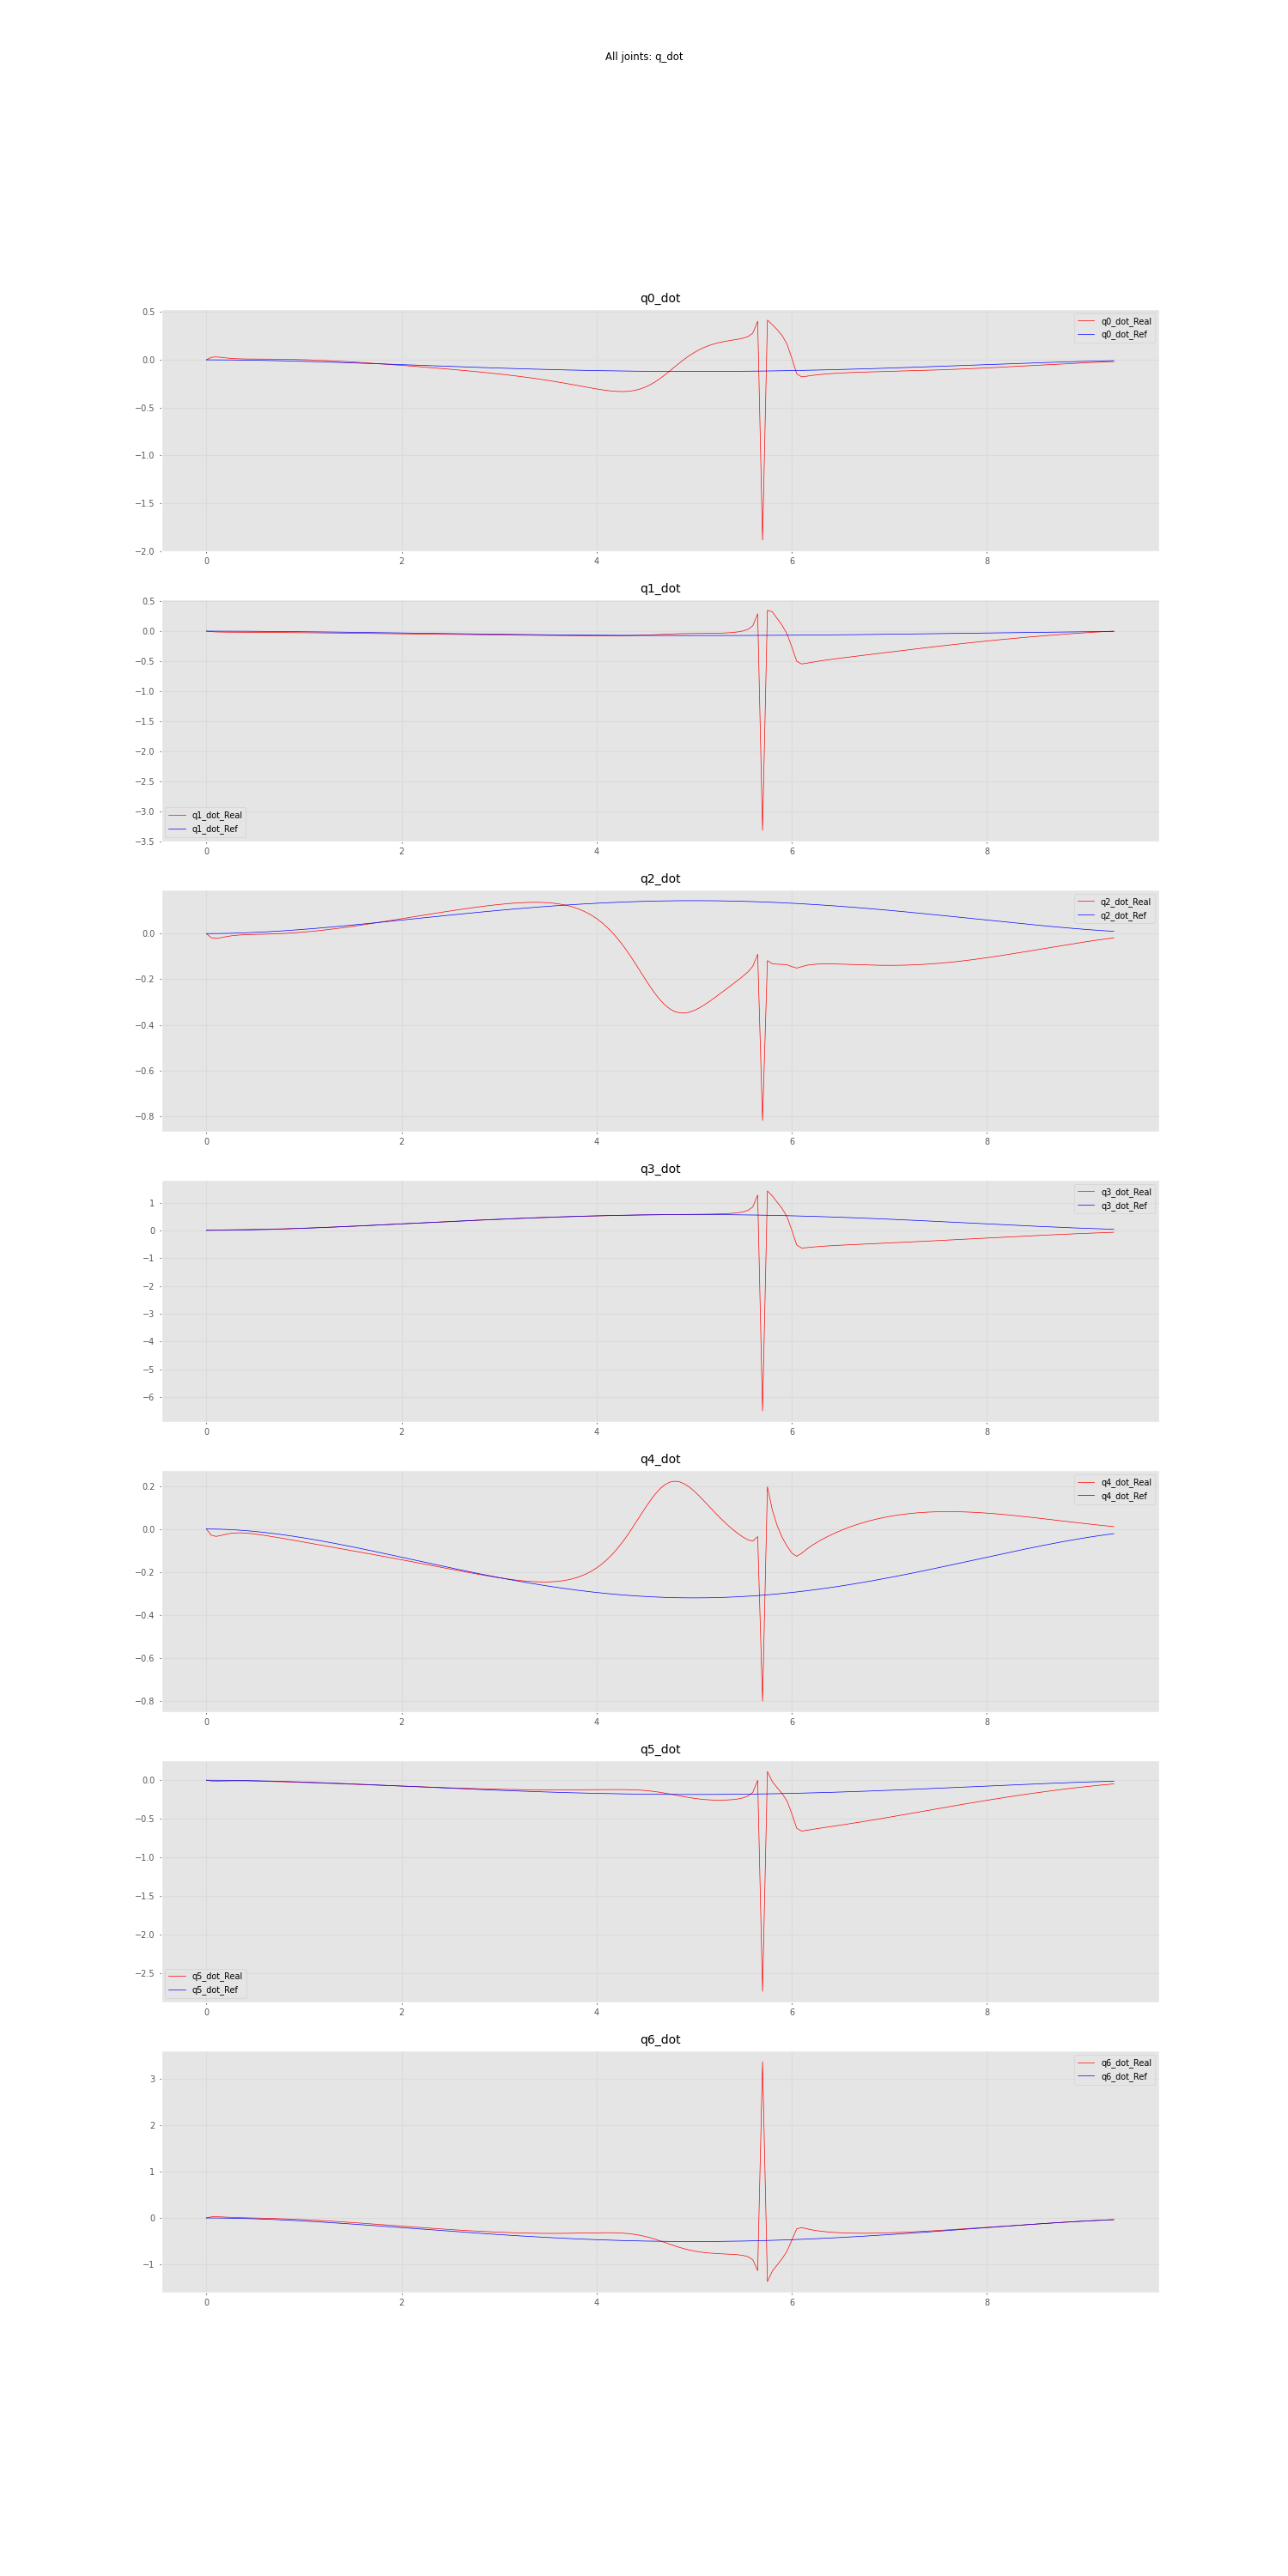 All joints: q_dot
q0_dot
0.5
0.0
−0.5
−1.0
−1.5
−2.0
q0_dot_Real
q0_dot_Ref
0 2 4 6 8
q1_dot
0.5
0.0
−0.5
−1.0
−1.5
−2.0
−2.5
−3.0
−3.5
q1_dot_Real
q1_dot_Ref
0 2 4 6 8
q2_dot
0.0
−0.2
−0.4
−0.6
−0.8
q2_dot_Real
q2_dot_Ref
0 2 4 6 8
q3_dot
1
0
−1
−2
−3
−4
−5
−6
q3_dot_Real
q3_dot_Ref
0 2 4 6 8
q4_dot
0.2
0.0
−0.2
−0.4
−0.6
−0.8
q4_dot_Real
q4_dot_Ref
0 2 4 6 8
q5_dot
0.0
−0.5
−1.0
−1.5
−2.0
−2.5
q5_dot_Real
q5_dot_Ref
0 2 4 6 8
q6_dot
3
2
1
0
−1
q6_dot_Real
q6_dot_Ref
0 2 4 6 8